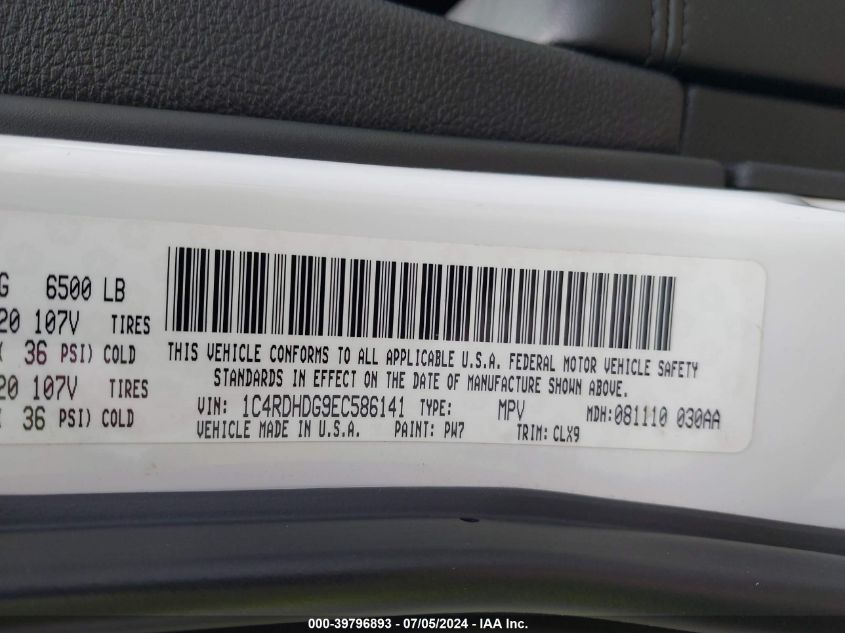 G 6500 LB
20 107V TIRES
( 36 PSI) COLD
20 107V TIRES
( 36 PSI) COLD
THIS VEHICLE CONFORMS TO ALL APPLICABLE U.S.A. FEDERAL MOTOR VEHICLE SAFETY
STANDARDS IN EFFECT ON THE DATE OF MANUFACTURE SHOWN ABOVE.
VIN: 1C4RDHDG9EC586141 TYPE: MPV MDH:081110 030AA
VEHICLE MADE IN U.S.A. PAINT: PW7 TRIM: CLX9
000-39796893 / 07/05/2024 - IAA Inc.